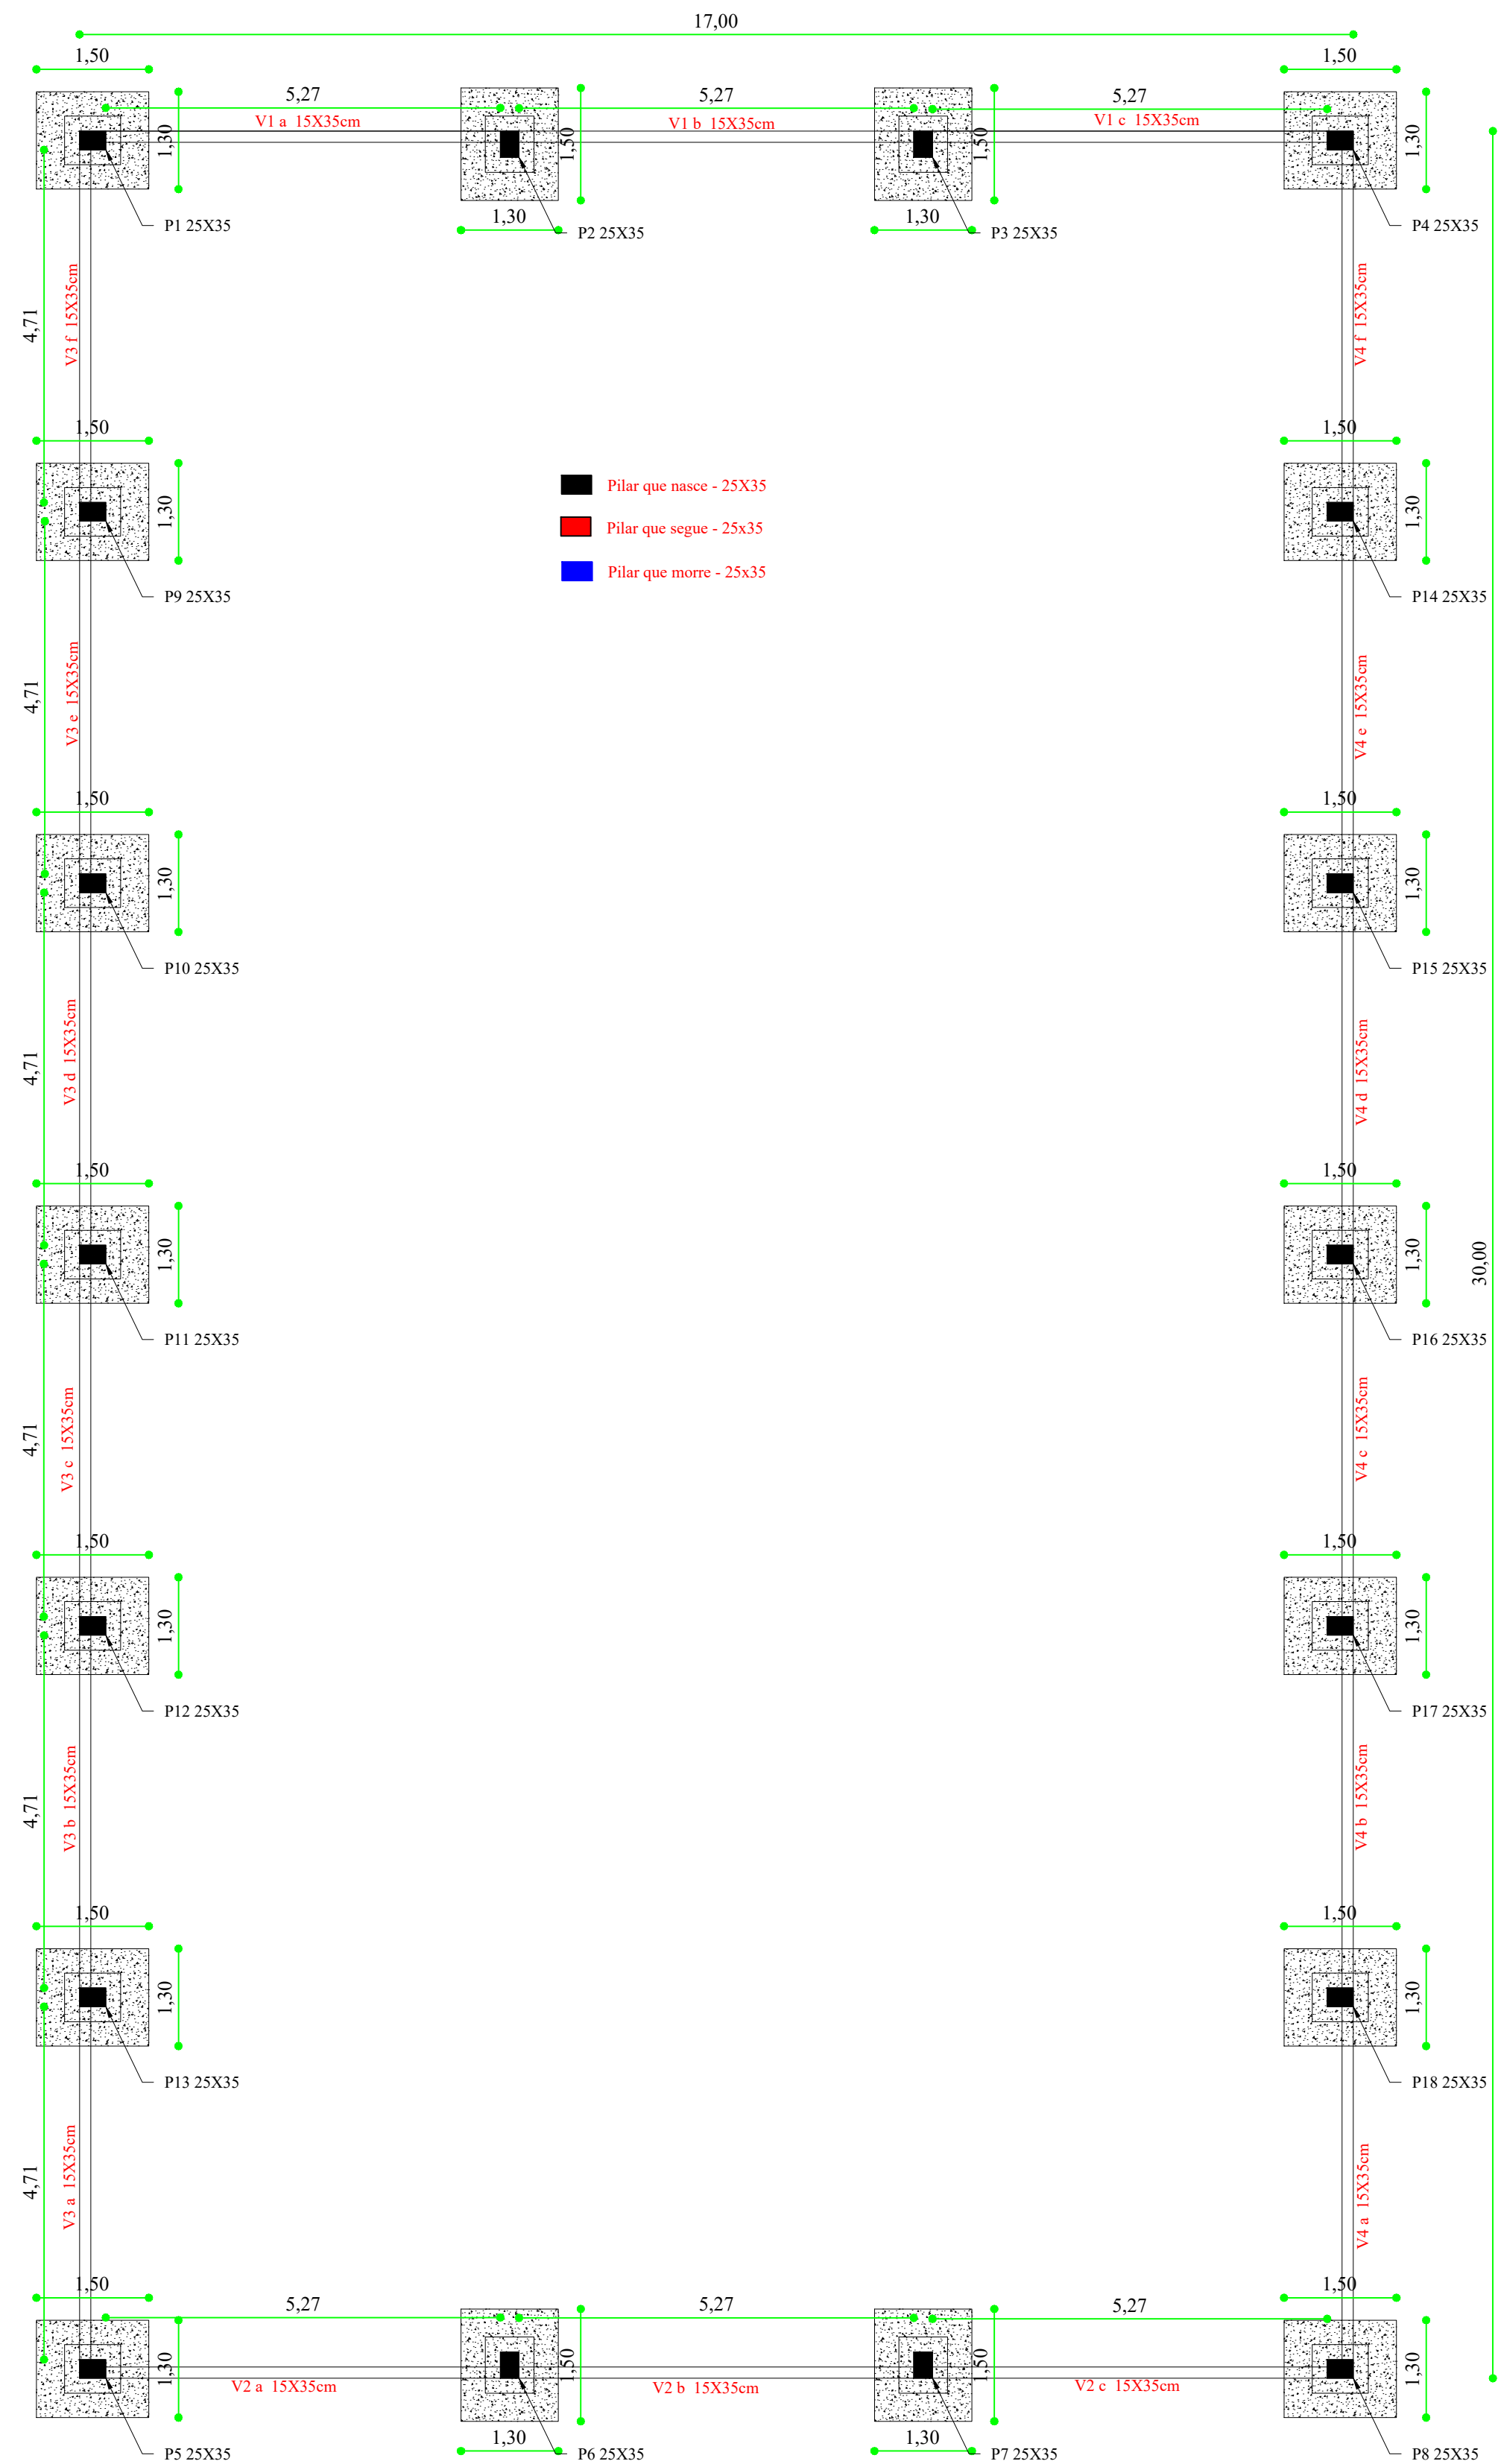 17,00
1,50
1,50
5,27
5,27
5,27
V1 a 15X35cm
V1 b 15X35cm
V1 c 15X35cm
1,30
1,50
1,50
1,30
1,30
1,30
P1 25X35
P2 25X35
P3 25X35
P4 25X35
4,71
V3 f 15X35cm
V4 f 15X35cm
1,50
1,50
Pilar que nasce - 25X35
1,30
1,30
Pilar que segue - 25x35
Pilar que morre - 25x35
P9 25X35
P14 25X35
4,71
V3 e 15X35cm
V4 e 15X35cm
1,50
1,50
1,30
1,30
P10 25X35
P15 25X35
4,71
V3 d 15X35cm
V4 d 15X35cm
1,50
1,50
1,30
1,30
30,00
P11 25X35
P16 25X35
4,71
V3 c 15X35cm
V4 c 15X35cm
1,50
1,50
1,30
1,30
P12 25X35
P17 25X35
4,71
V3 b 15X35cm
V4 b 15X35cm
1,50
1,50
1,30
1,30
P13 25X35
P18 25X35
4,71
V3 a 15X35cm
V4 a 15X35cm
1,50
1,50
5,27
5,27
5,27
1,30
1,50
1,50
1,30
V2 a 15X35cm
V2 b 15X35cm
V2 c 15X35cm
1,30
1,30
P5 25X35
P6 25X35
P7 25X35
P8 25X35